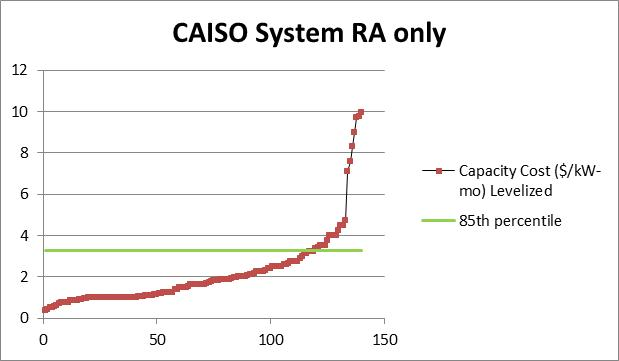 CAISO System RA only
12
10
8
6
4
2
0
0
50
100
150
Capacity Cost ($/kW-
mo) Levelized
85th percentile